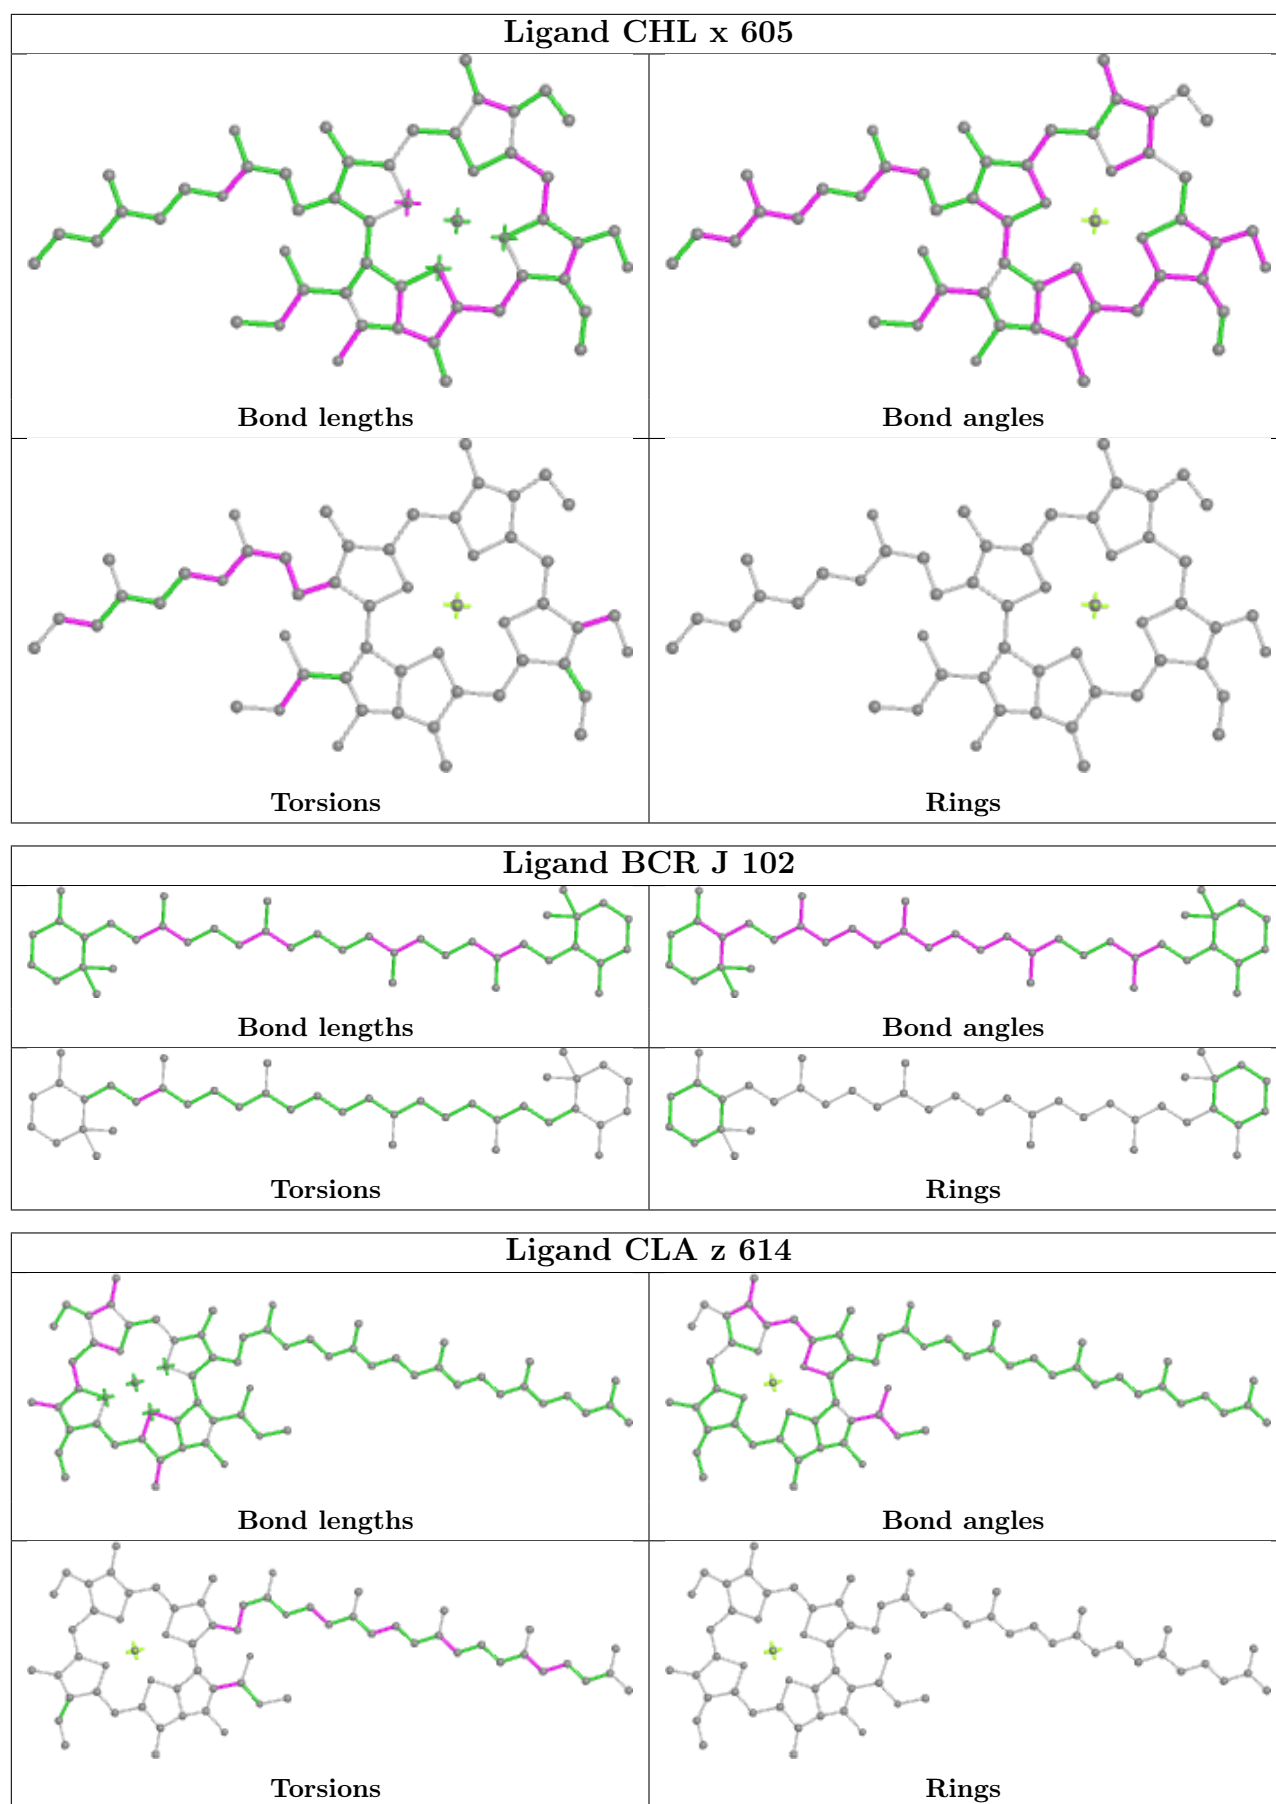 Ligand CHL x 605
Bond lengths
Bond angles
Torsions
Rings
Ligand BCR J 102
Bond lengths
Bond angles
Torsions
Rings
Ligand CLA z 614
Bond lengths
Bond angles
Torsions
Rings